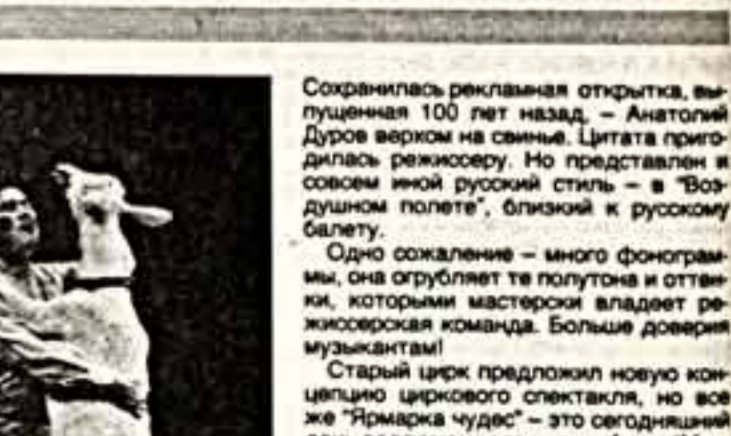 Сохранилась рекламная открытка, вы-
пущенная 100 лет назад, – Анатолий
Дуров верхом на свинье. Цитата приго-
дилась режиссеру. Но представлен и
совсем иной русский стиль – в "Воз-
душном полете", близкий к русскому
балету.
Одно сожаление – много фонограм-
мы, она огрубляет те полутона и оттен-
ки, которыми мастерски владеет ре-
жиссерская команда. Больше доверия
музыкантам!
Старый цирк предложил новую кон-
цепцию циркового спектакля, но все
же "Ярмарка чудес" – это сегодняшний